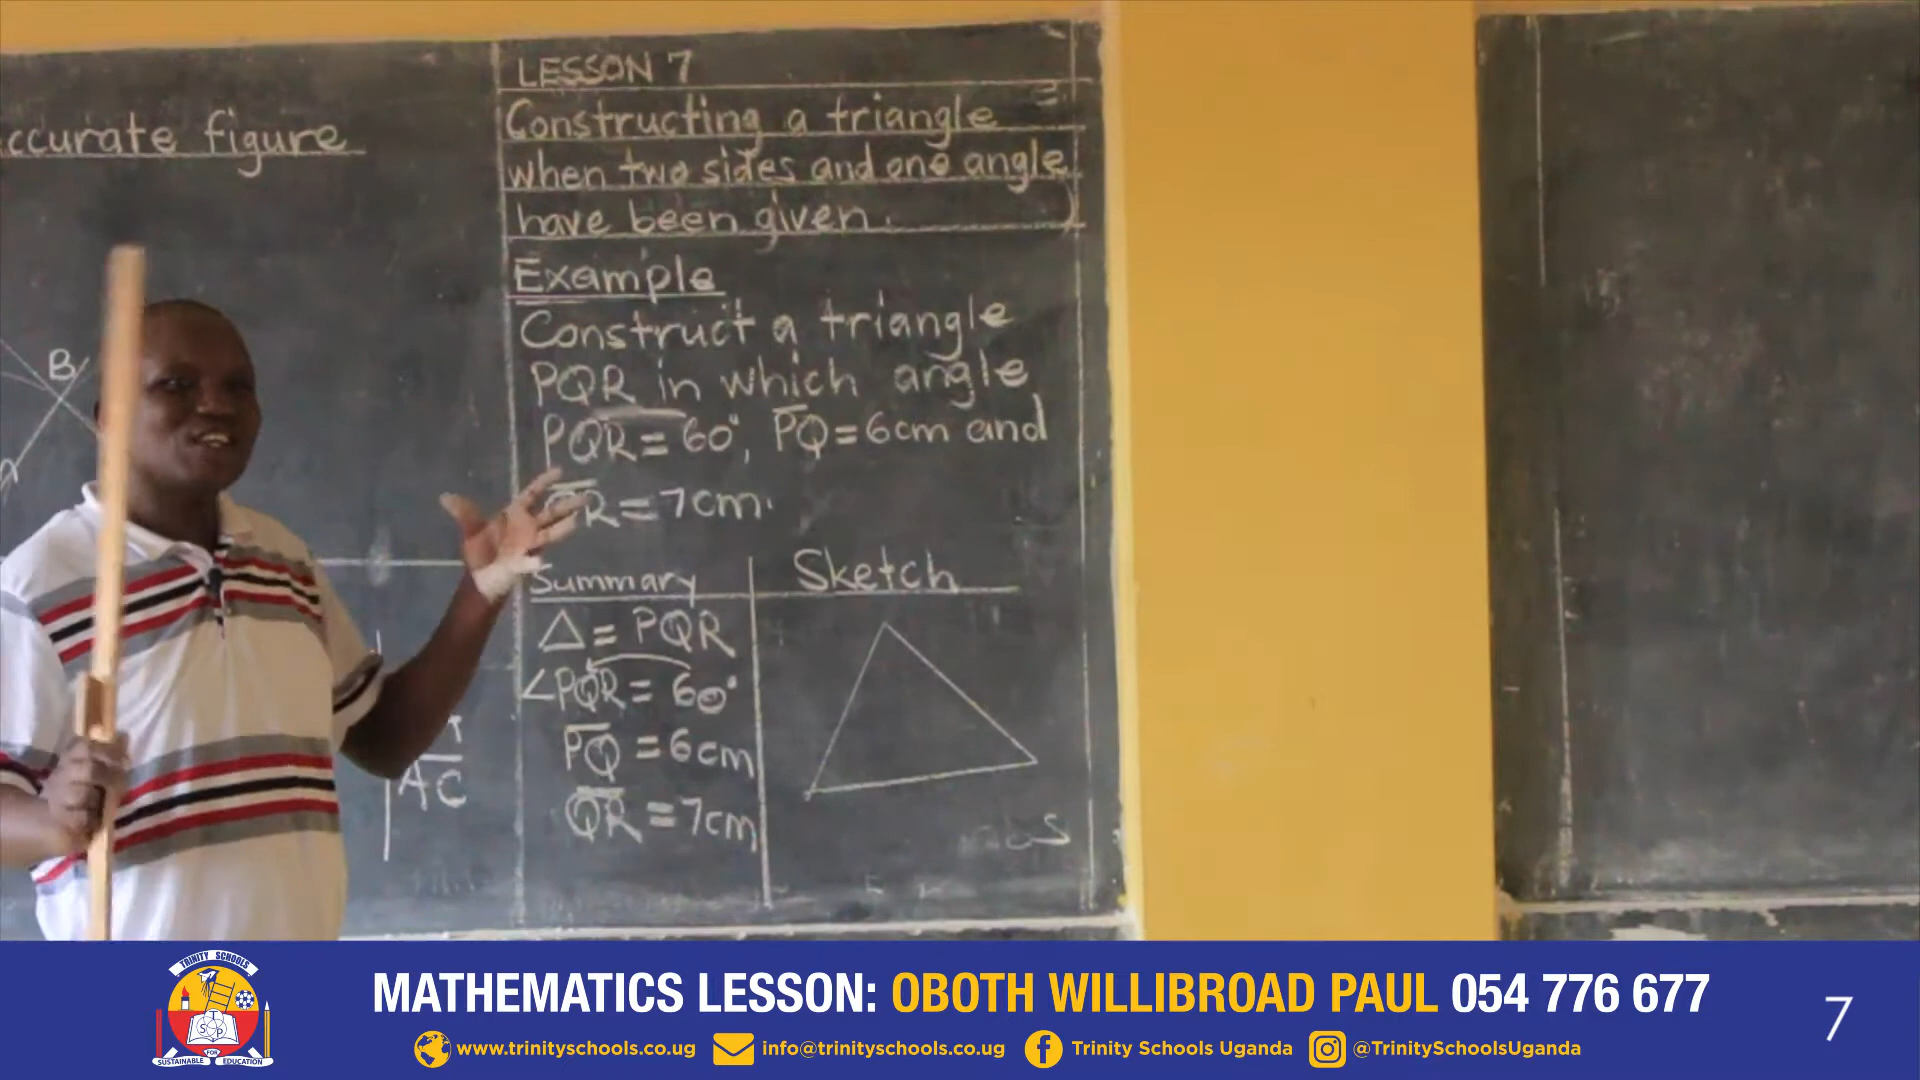 ccurate figure
B
A
AC
LESSON 7
Constructing a triangle
when two sides and one angle
have been given.
Example
Construct a triangle
PQR in which angle
PQR = 60°, PQ = 6cm and
QR = 7cm.
Summary
△ = PQR
∠PQR = 60°
PQ = 6cm
QR = 7cm
Sketch
TRINITY SCHOOLS
S T P
SUSTAINABLE FOR EDUCATION
MATHEMATICS LESSON: OBOTH WILLIBROAD PAUL 054 776 677
7
www.trinityschools.co.ug info@trinityschools.co.ug Trinity Schools Uganda @TrinitySchoolsUganda